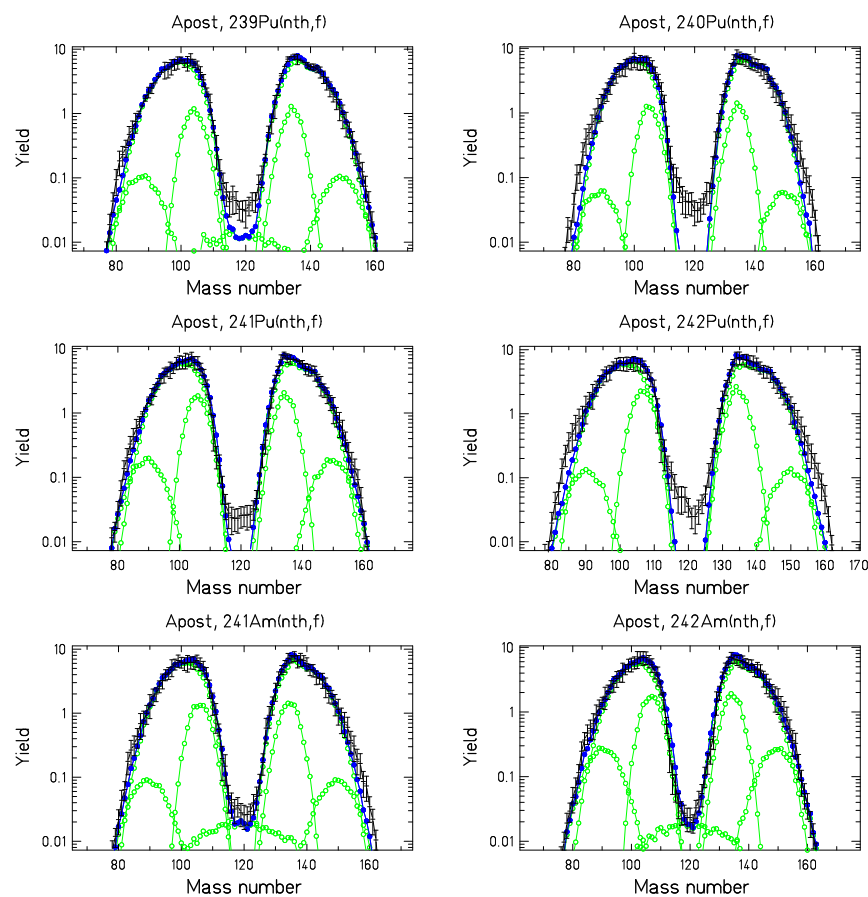 Apost, 239Pu(nth,f)
Apost, 240Pu(nth,f)
10
1
0.1
0.01
Yield
80 100 120 140 160
Mass number
10
1
0.1
0.01
Yield
80 100 120 140 160
Mass number
Apost, 241Pu(nth,f)
Apost, 242Pu(nth,f)
10
1
0.1
0.01
Yield
80 100 120 140 160
Mass number
10
1
0.1
0.01
Yield
80 90 100 110 120 130 140 150 160 170
Mass number
Apost, 241Am(nth,f)
Apost, 242Am(nth,f)
10
1
0.1
0.01
Yield
80 100 120 140 160
Mass number
10
1
0.1
0.01
Yield
80 100 120 140 160
Mass number